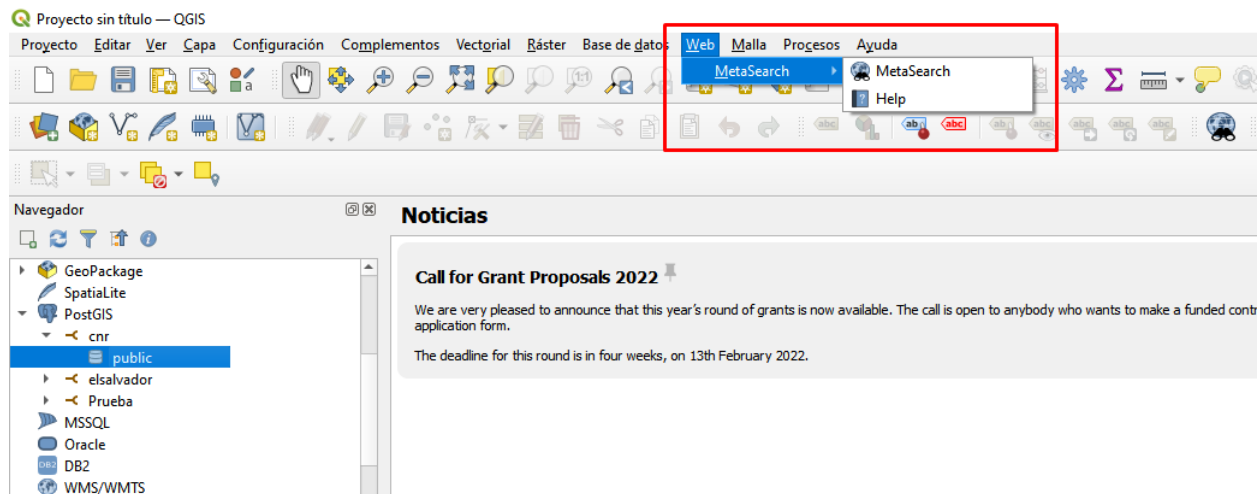 Proyecto sin título — QGIS
Proyecto Editar Ver Capa Configuración Complementos Vectorial Ráster Base de datos Web Malla Procesos Ayuda
MetaSearch MetaSearch
Help
Navegador
Noticias
GeoPackage
SpatiaLite
PostGIS
cnr
public
elsalvador
Prueba
MSSQL
Oracle
DB2 DB2
WMS/WMTS
Call for Grant Proposals 2022
We are very pleased to announce that this year's round of grants is now available. The call is open to anybody who wants to make a funded contr
application form.
The deadline for this round is in four weeks, on 13th February 2022.